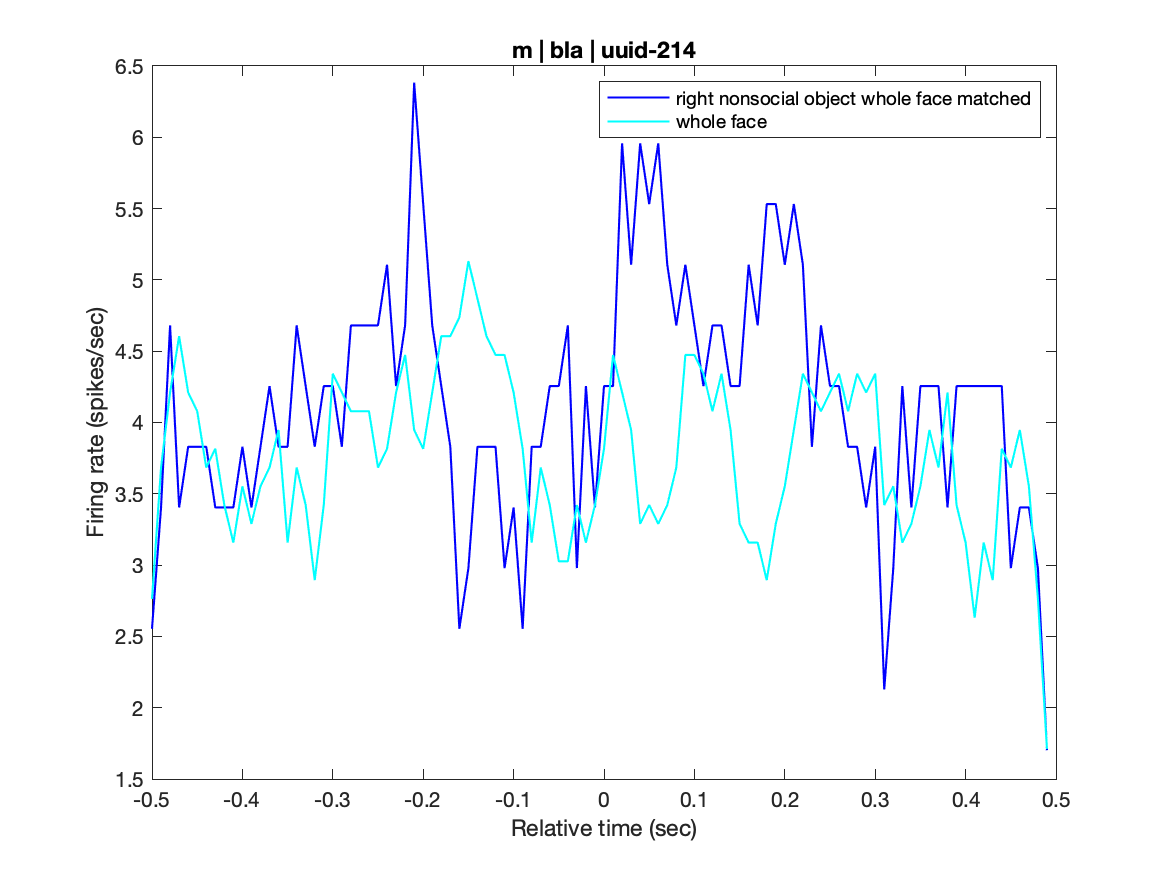 m | bla | uuid-214
right nonsocial object whole face matched
whole face
Firing rate (spikes/sec)
6.5
6
5.5
5
4.5
4
3.5
3
2.5
2
1.5
-0.5 -0.4 -0.3 -0.2 -0.1 0 0.1 0.2 0.3 0.4 0.5
Relative time (sec)